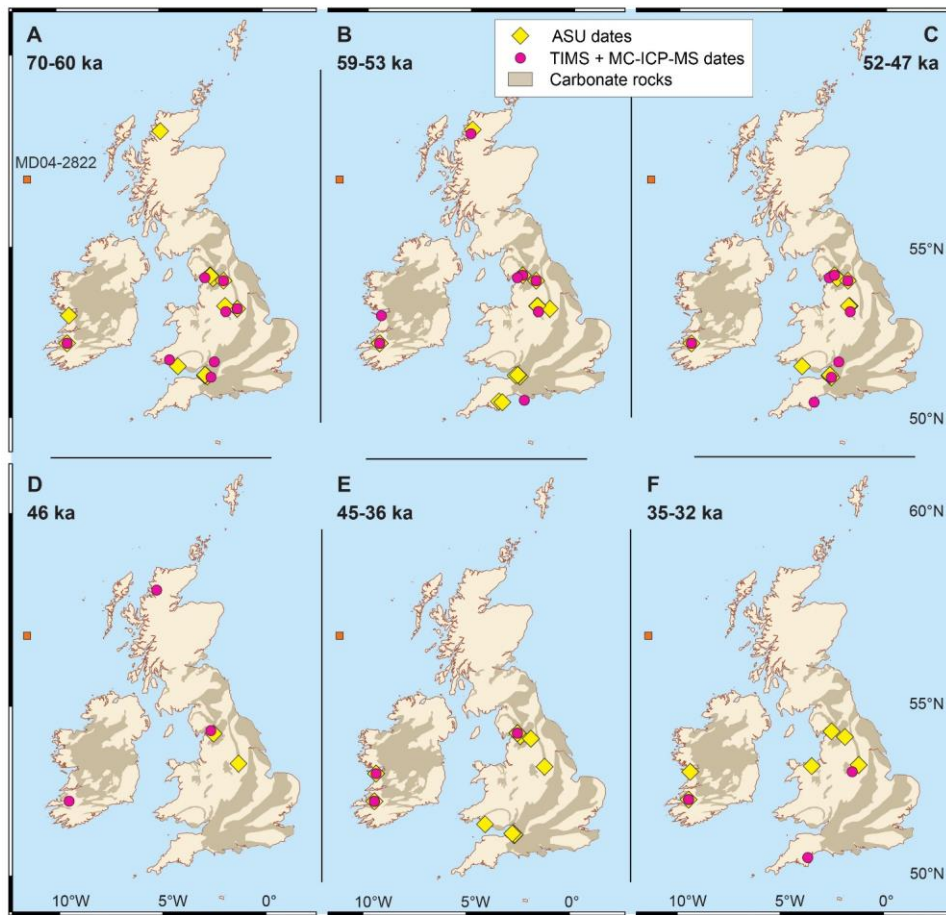 A
70-60 ka
B
59-53 ka
C
52-47 ka
ASU dates
TIMS + MC-ICP-MS dates
Carbonate rocks
MD04-2822
55°N
50°N
D
46 ka
E
45-36 ka
F
35-32 ka
60°N
55°N
50°N
10°W 5°W 0° 10°W 5°W 0° 10°W 5°W 0°